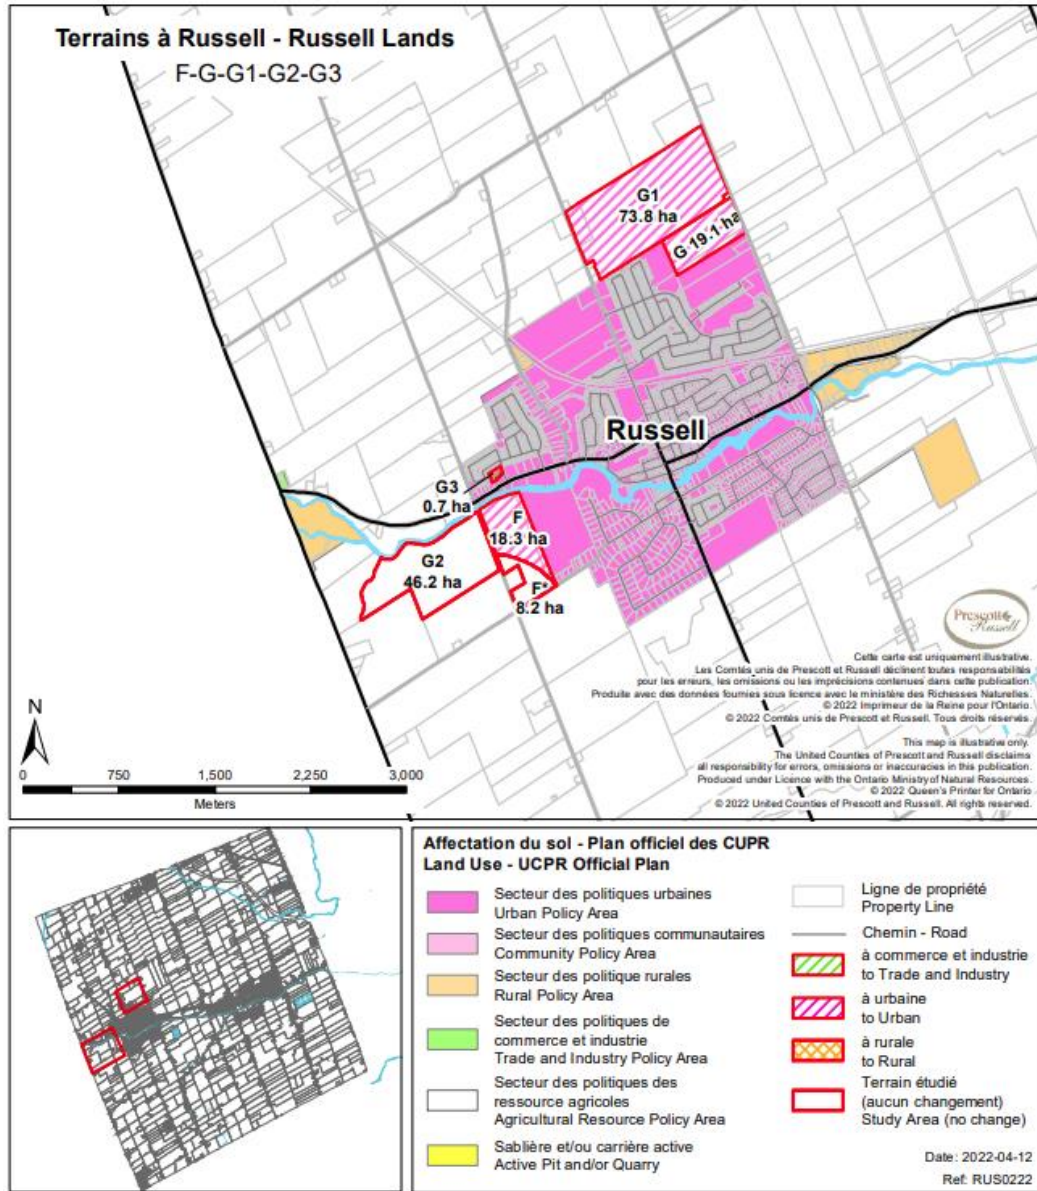 Terrains à Russell - Russell Lands
F-G-G1-G2-G3
G1
73.8 ha
G 19.1 ha
Russell
G3
0.7 ha
F
18.3 ha
G2
46.2 ha
F*
8.2 ha
Prescott
Russell
Cette carte est uniquement illustrative.
Les Comtés unis de Prescott et Russell déclinent toutes responsabilités
pour les erreurs, les omissions ou les imprécisions contenues dans cette publication.
Produite avec des données fournies sous licence avec le ministère des Richesses Naturelles.
© 2022 Imprimeur de la Reine pour l'Ontario.
© 2022 Comtés unis de Prescott et Russell. Tous droits réservés.
This map is illustrative only.
The United Counties of Prescott and Russell disclaims
all responsibility for errors, omissions or inaccuracies in this publication.
Produced under Licence with the Ontario Ministry of Natural Resources.
© 2022 Queen's Printer for Ontario
© 2022 United Counties of Prescott and Russell. All rights reserved.
N
0 750 1,500 2,250 3,000
Meters
Affectation du sol - Plan officiel des CUPR
Land Use - UCPR Official Plan
Secteur des politiques urbaines
Urban Policy Area
Secteur des politiques communautaires
Community Policy Area
Secteur des politique rurales
Rural Policy Area
Secteur des politiques de
commerce et industrie
Trade and Industry Policy Area
Secteur des politiques des
ressource agricoles
Agricultural Resource Policy Area
Sablière et/ou carrière active
Active Pit and/or Quarry
Ligne de propriété
Property Line
Chemin - Road
à commerce et industrie
to Trade and Industry
à urbaine
to Urban
à rurale
to Rural
Terrain étudié
(aucun changement)
Study Area (no change)
Date: 2022-04-12
Ref: RUS0222